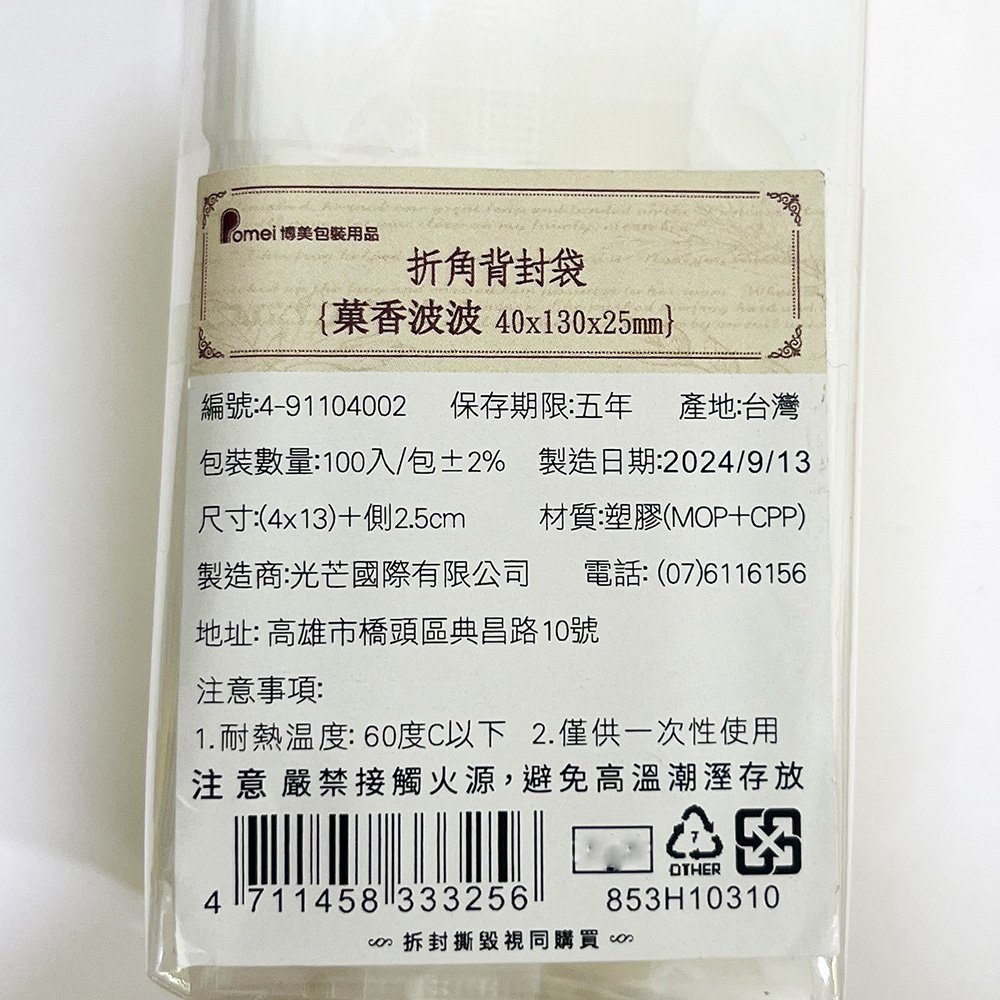 Pomei 博美包裝用品
折角背封袋
{菓香波波 40x130x25mm}
編號:4-91104002 保存期限:五年 產地:台灣
包裝數量:100入/包±2% 製造日期:2024/9/13
尺寸:(4x13)+側2.5cm 材質:塑膠(MOP+CPP)
製造商:光芒國際有限公司 電話: (07)6116156
地址: 高雄市橋頭區典昌路10號
注意事項:
1.耐熱温度: 60度C以下 2.僅供一次性使用
注意 嚴禁接觸火源,避免高溫潮溼存放
7
OTHER
4 711458 333256 853H10310
拆封撕毀視同購買